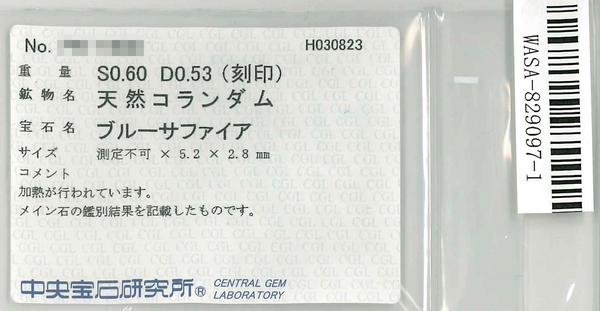 No. H030823
重量 S0.60 D0.53 (刻印)
鉱物名 天然コランダム
宝石名 ブルーサファイア
サイズ 測定不可 × 5.2 × 2.8 mm
コメント
加熱が行われています。
メイン石の鑑別結果を記載したものです。
中央宝石研究所® CENTRAL GEM
LABORATORY
WASA-829097-1